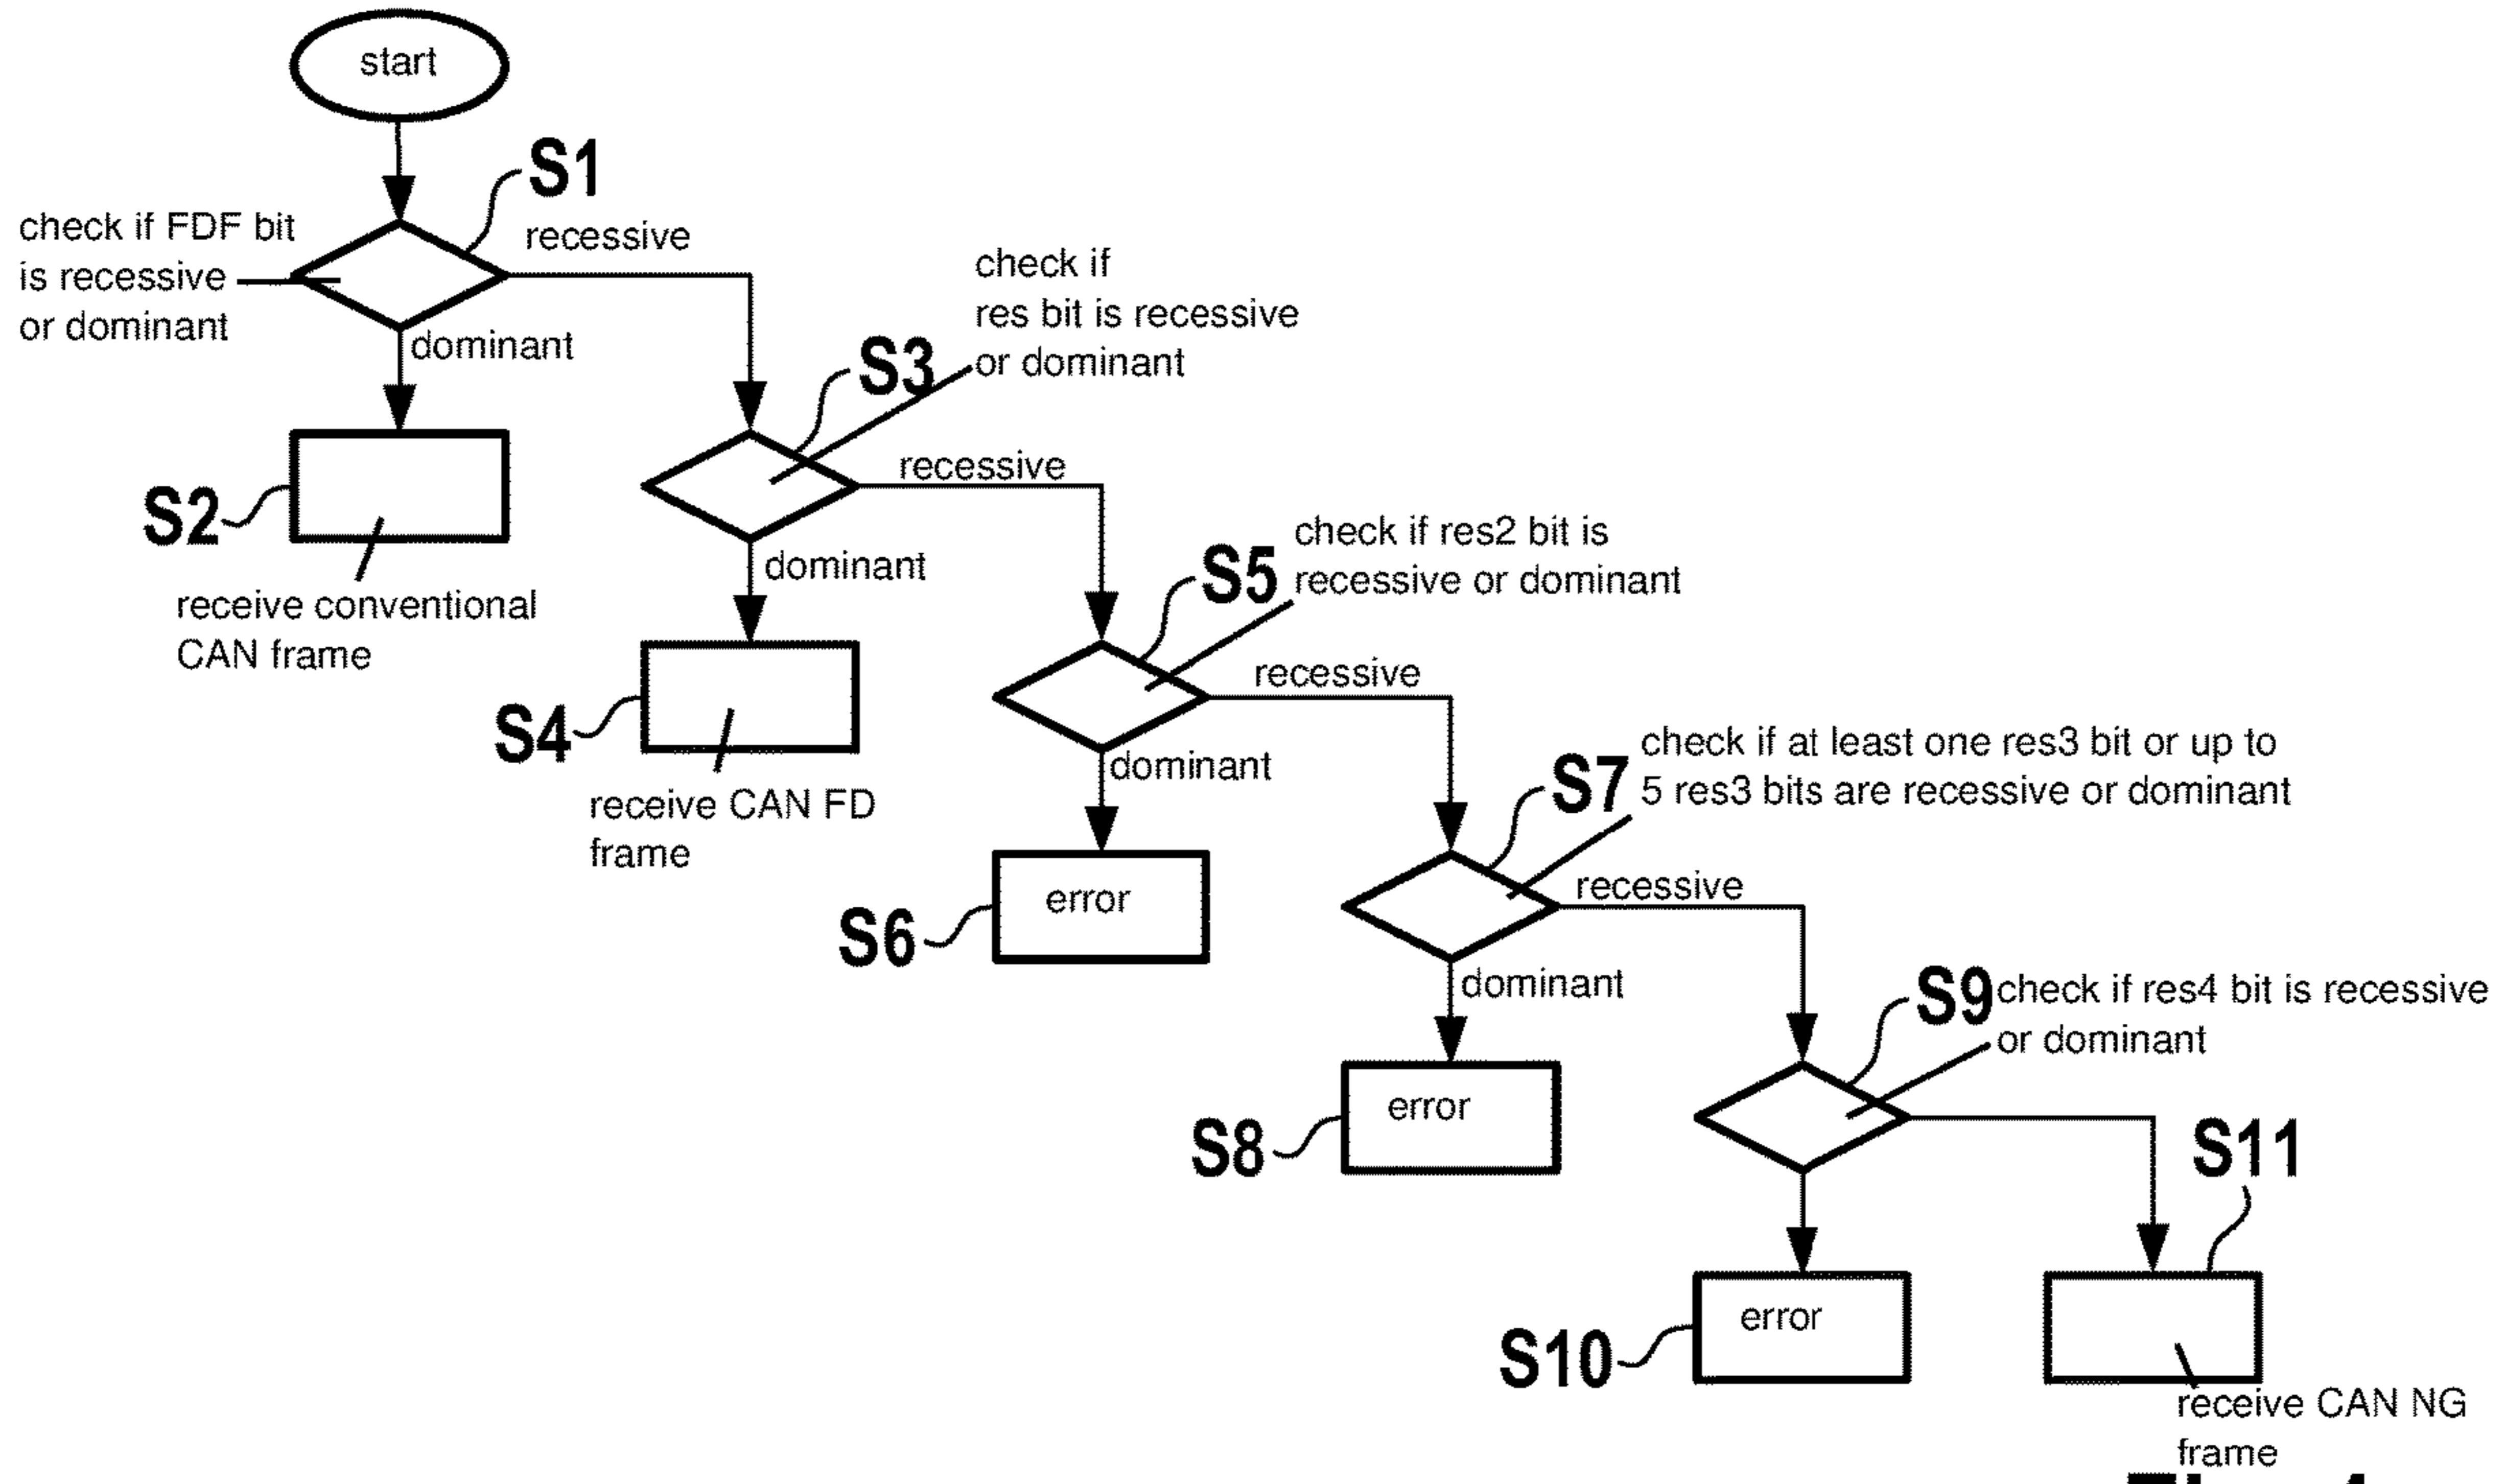 start
S1
check if FDF bit
is recessive
or dominant
recessive
dominant
S2
receive conventional
CAN frame
check if
res bit is recessive
or dominant
S3
recessive
dominant
S4
receive CAN FD
frame
check if res2 bit is
recessive or dominant
S5
recessive
dominant
S6
error
check if at least one res3 bit or up to
5 res3 bits are recessive or dominant
S7
recessive
dominant
S8
error
S9
check if res4 bit is recessive
or dominant
S10
error
S11
receive CAN NG
frame